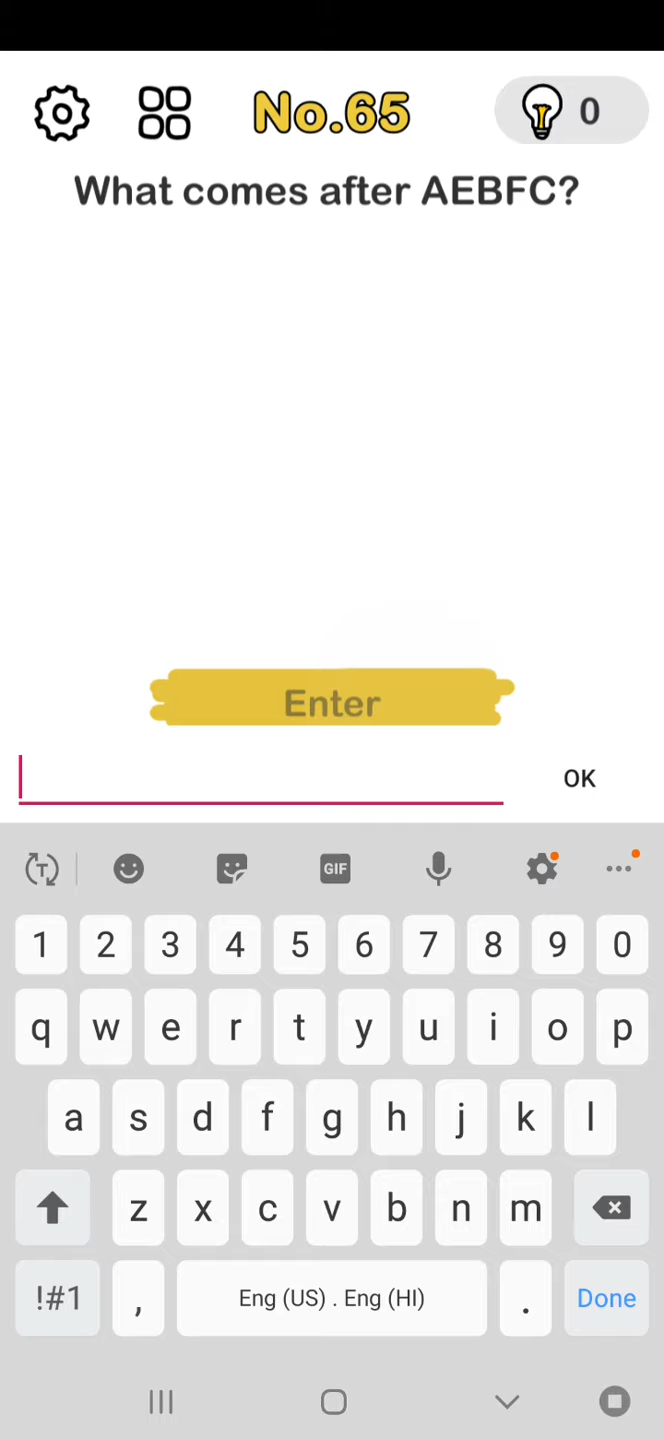 No.65
0
What comes after AEBFC?
Enter
OK
T
GIF
1 2 3 4 5 6 7 8 9 0
q w e r t y u i o p
a s d f g h j k l
z x c v b n m
!#1 , Eng (US) . Eng (HI) . Done